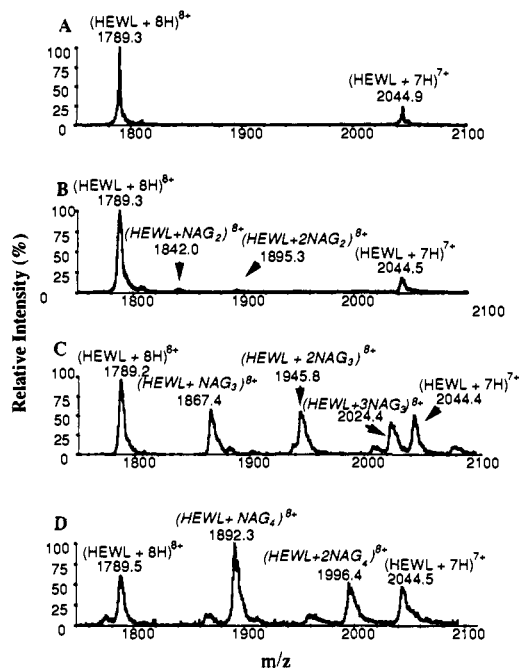 A
(HEWL + 8H)8+
1789.3
(HEWL + 7H)7+
2044.9
100
75
50
25
0
1800 1900 2000 2100
B
(HEWL + 8H)8+
1789.3
(HEWL+NAG2) 8+
1842.0
(HEWL+2NAG2) 8+
1895.3
(HEWL + 7H)7+
2044.5
100
75
50
25
0
1800 1900 2000 2100
C
(HEWL + 8H)8+
1789.2
(HEWL+ NAG3)8+
1867.4
(HEWL + 2NAG3)8+
1945.8
(HEWL+3NAG3)8+
2024.4
(HEWL + 7H)7+
2044.4
100
75
50
25
0
1800 1900 2000 2100
D
(HEWL + 8H)8+
1789.5
(HEWL+ NAG4)8+
1892.3
(HEWL+2NAG4)8+
1996.4
(HEWL + 7H)7+
2044.5
100
75
50
25
0
1800 1900 2000 2100
Relative Intensity (%)
m/z